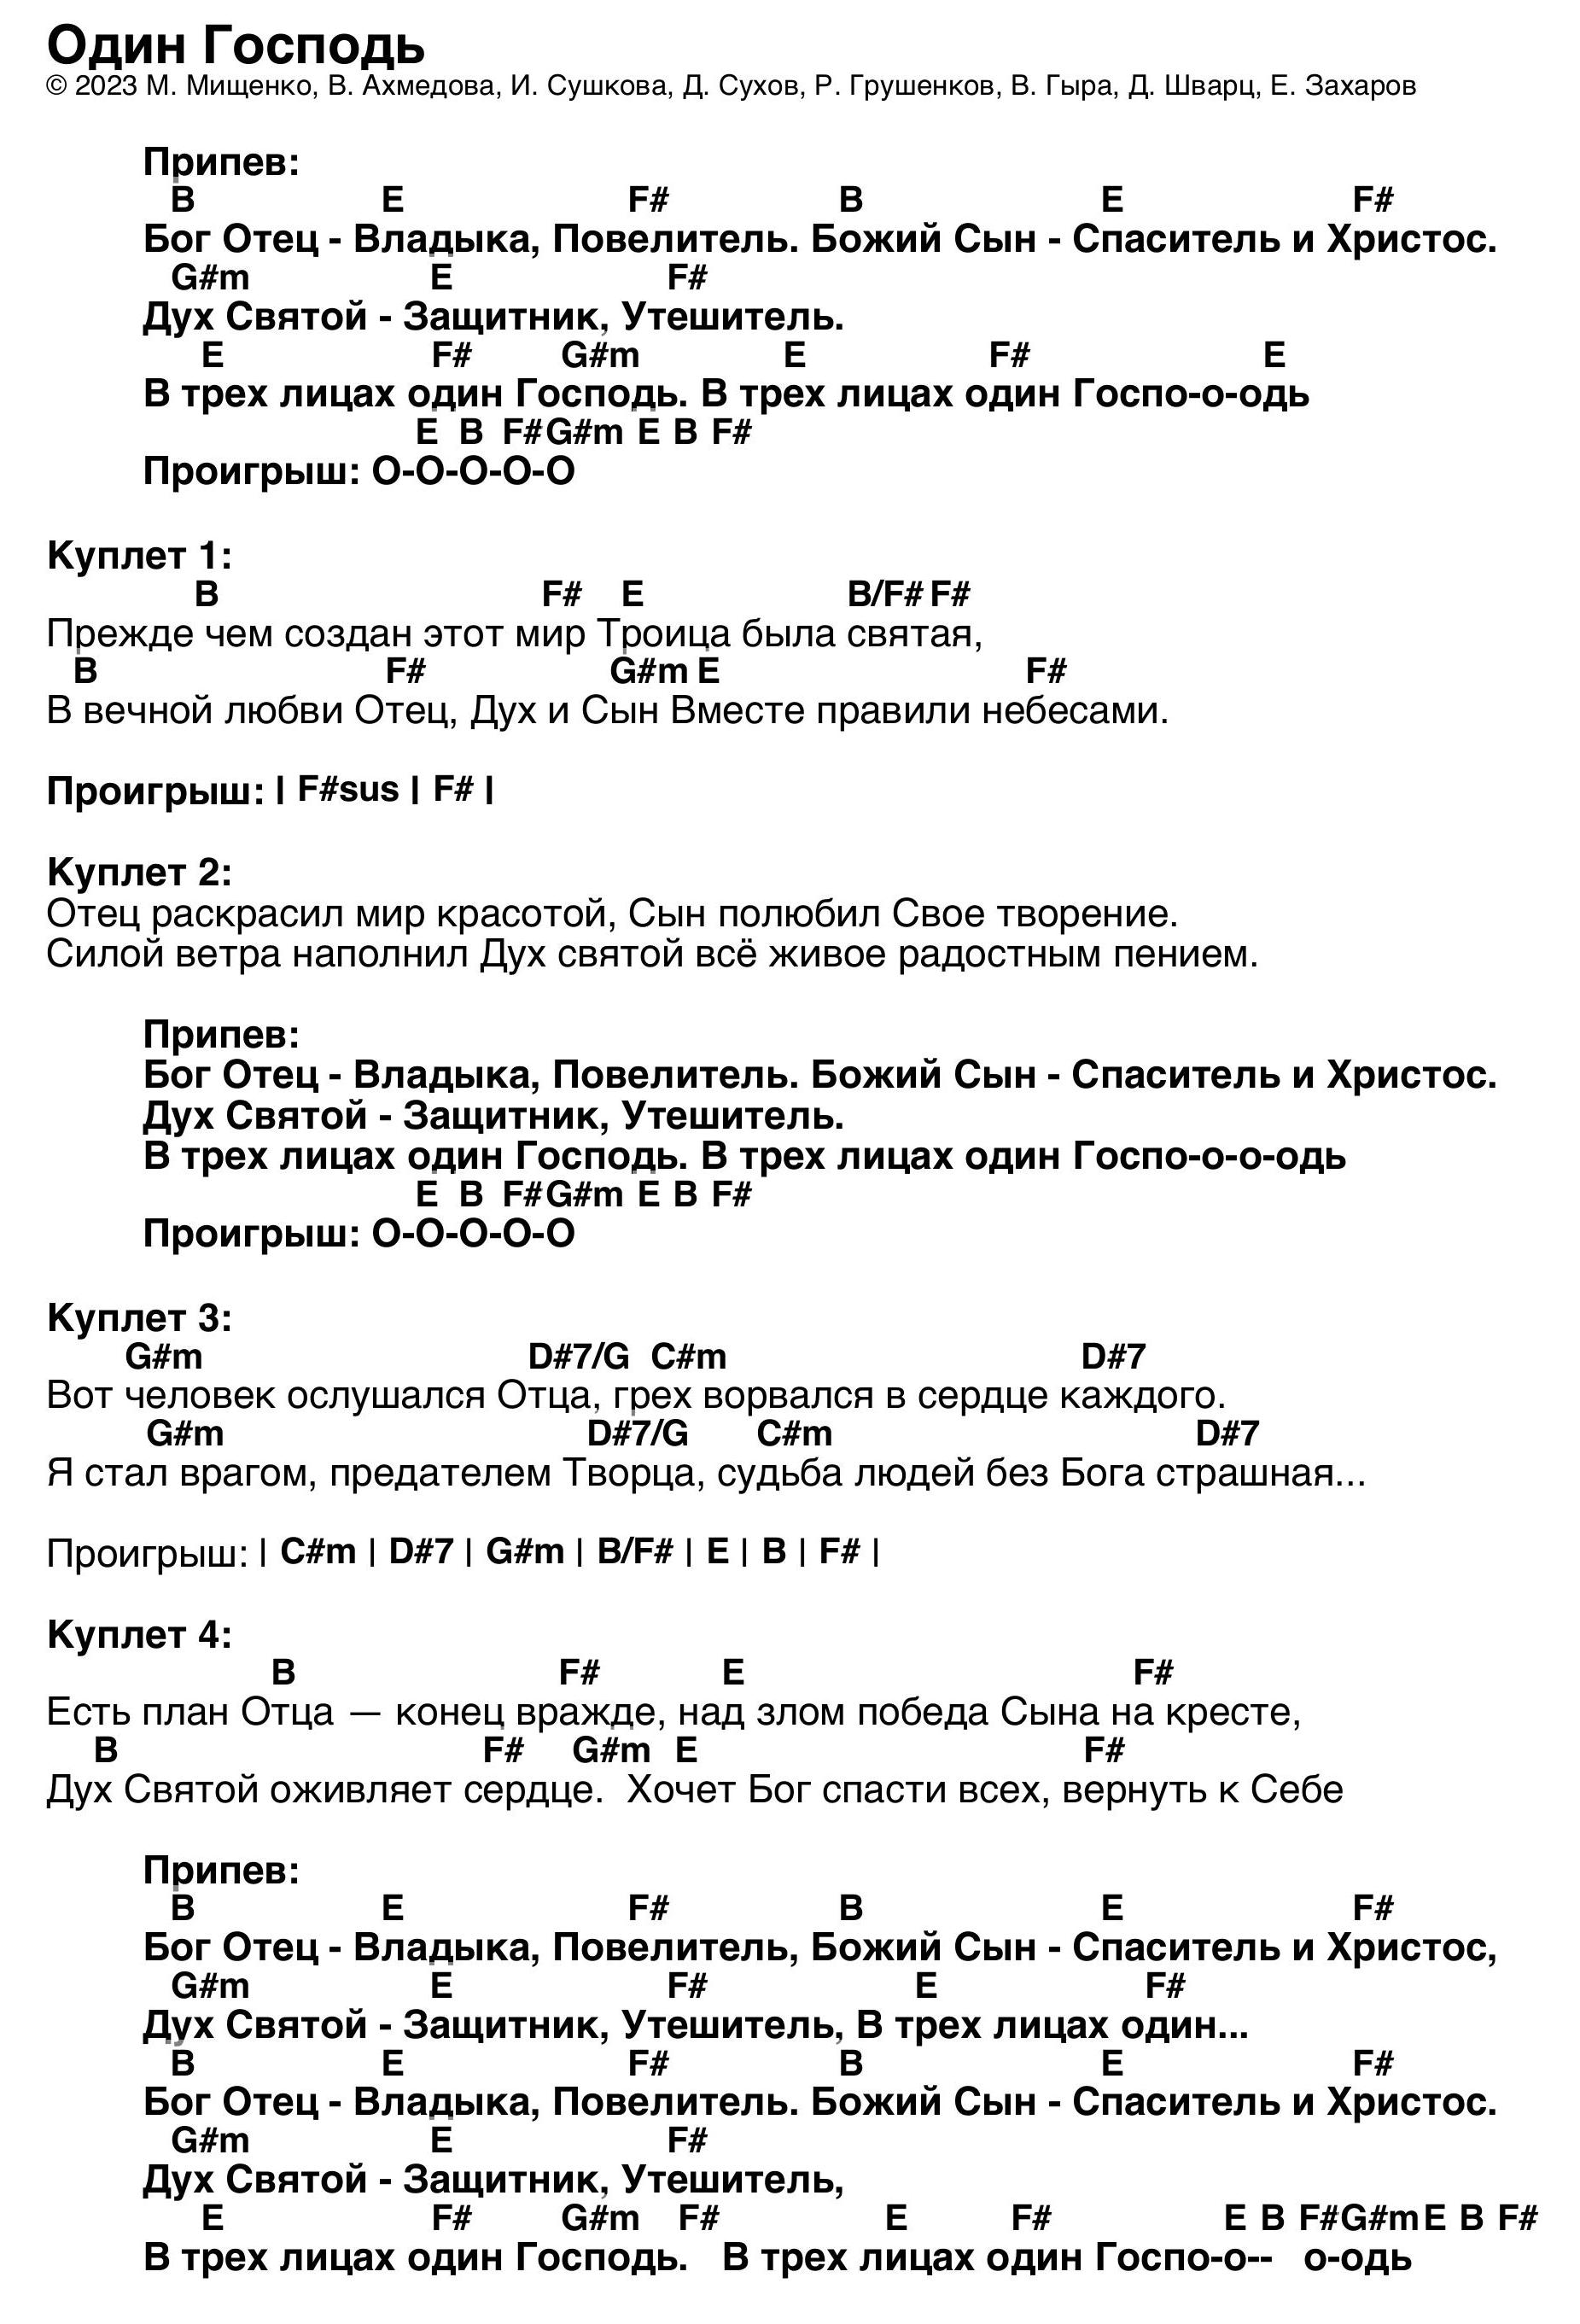 Один Господь
© 2023 М. Мищенко, В. Ахмедова, И. Сушкова, Д. Сухов, Р. Грушенков, В. Гыра, Д. Шварц, Е. Захаров
Припев:
B E F# B E F#
Бог Отец - Владыка, Повелитель. Божий Сын - Спаситель и Христос.
G#m E F#
Дух Святой - Защитник, Утешитель.
E F# G#m E F# E
В трех лицах один Господь. В трех лицах один Госпо-о-одь
E B F# G#m E B F#
Проигрыш: О-О-О-О-О
Куплет 1:
B F# E B/F# F#
Прежде чем создан этот мир Троица была святая,
B F# G#m E F#
В вечной любви Отец, Дух и Сын Вместе правили небесами.
Проигрыш: | F#sus | F# |
Куплет 2:
Отец раскрасил мир красотой, Сын полюбил Свое творение.
Силой ветра наполнил Дух святой всё живое радостным пением.
Припев:
Бог Отец - Владыка, Повелитель. Божий Сын - Спаситель и Христос.
Дух Святой - Защитник, Утешитель.
В трех лицах один Господь. В трех лицах один Госпо-о-о-одь
E B F# G#m E B F#
Проигрыш: О-О-О-О-О
Куплет 3:
G#m D#7/G C#m D#7
Вот человек ослушался Отца, грех ворвался в сердце каждого.
G#m D#7/G C#m D#7
Я стал врагом, предателем Творца, судьба людей без Бога страшная...
Проигрыш: | C#m | D#7 | G#m | B/F# | E | B | F# |
Куплет 4:
B F# E F#
Есть план Отца — конец вражде, над злом победа Сына на кресте,
B F# G#m E F#
Дух Святой оживляет сердце. Хочет Бог спасти всех, вернуть к Себе
Припев:
B E F# B E F#
Бог Отец - Владыка, Повелитель, Божий Сын - Спаситель и Христос,
G#m E F# E F#
Дух Святой - Защитник, Утешитель, В трех лицах один...
B E F# B E F#
Бог Отец - Владыка, Повелитель. Божий Сын - Спаситель и Христос.
G#m E F#
Дух Святой - Защитник, Утешитель,
E F# G#m F# E F# E B F# G#m E B F#
В трех лицах один Господь. В трех лицах один Госпо-о-- о-одь